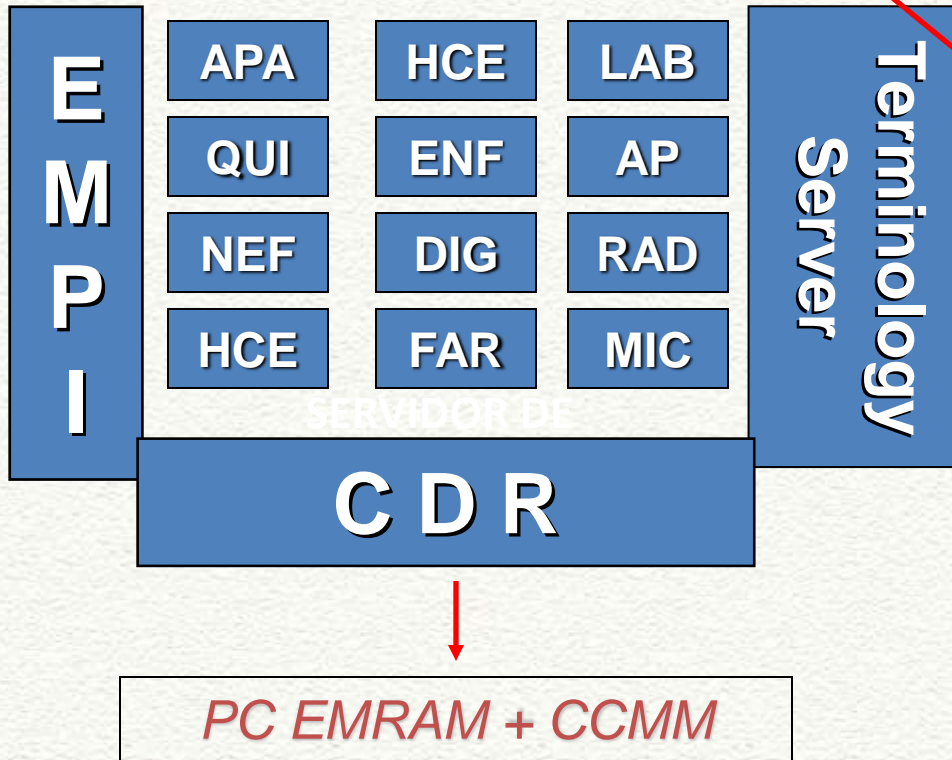 EMPI
APA
HCE
LAB
QUI
ENF
AP
NEF
DIG
RAD
HCE
FAR
MIC
Terminology
Server
SERVIDOR DE
C D R
PC EMRAM + CCMM